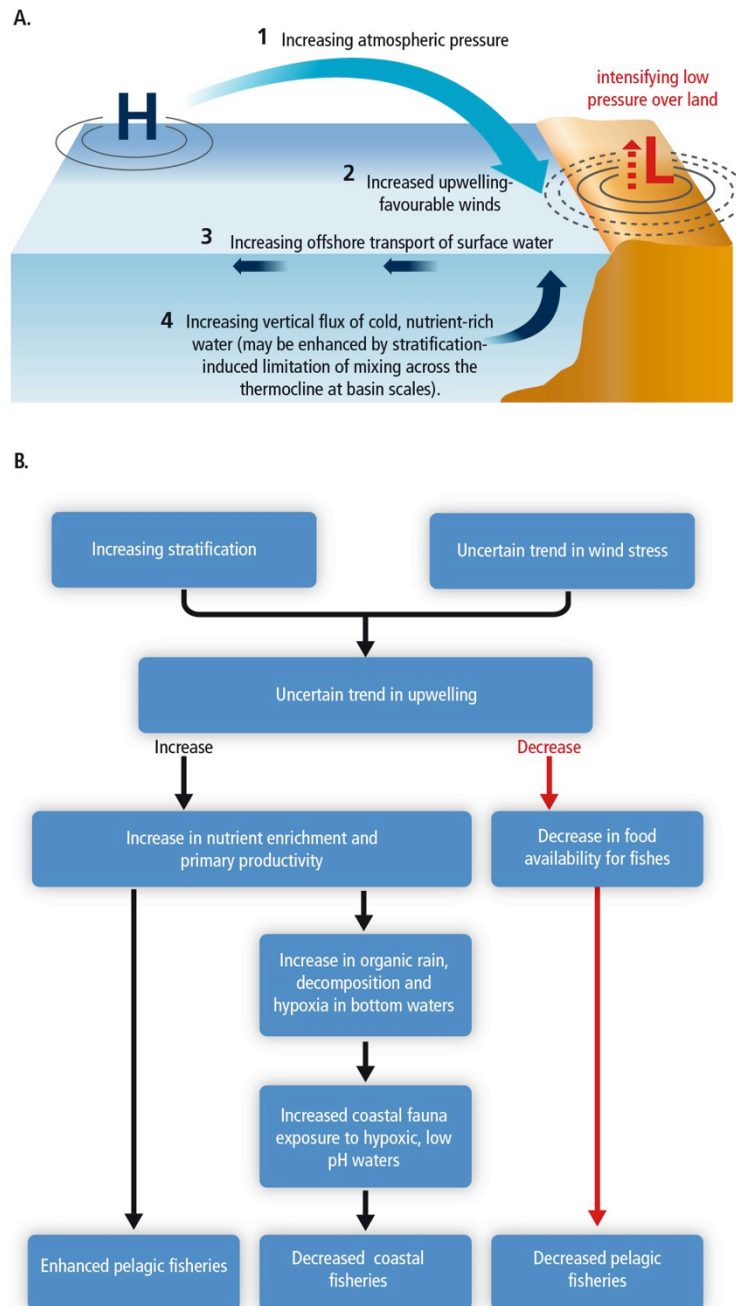 A.
1 Increasing atmospheric pressure
H
intensifying low
pressure over land
L
2 Increased upwelling-
favourable winds
3 Increasing offshore transport of surface water
4 Increasing vertical flux of cold, nutrient-rich
water (may be enhanced by stratification-
induced limitation of mixing across the
thermocline at basin scales).
B.
Increasing stratification
Uncertain trend in wind stress
Uncertain trend in upwelling
Increase
Decrease
Increase in nutrient enrichment and
primary productivity
Decrease in food
availability for fishes
Increase in organic rain,
decomposition and
hypoxia in bottom waters
Increased coastal fauna
exposure to hypoxic, low
pH waters
Enhanced pelagic fisheries
Decreased coastal
fisheries
Decreased pelagic
fisheries